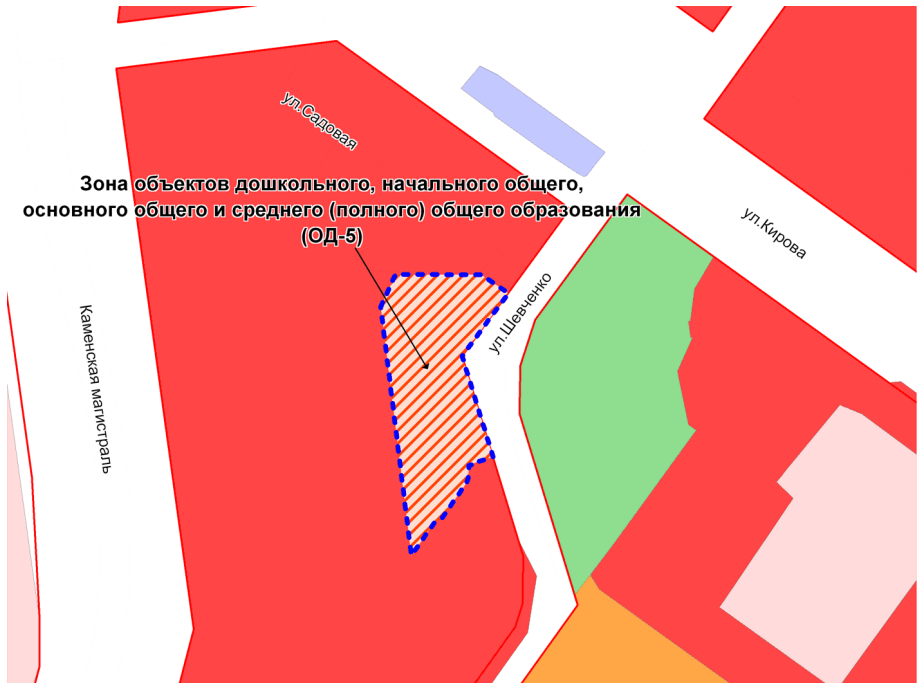 ул.Садовая
Зона объектов дошкольного, начального общего,
основного общего и среднего (полного) общего образования
(ОД-5)
ул.Кирова
ул.Шевченко
Каменская магистраль